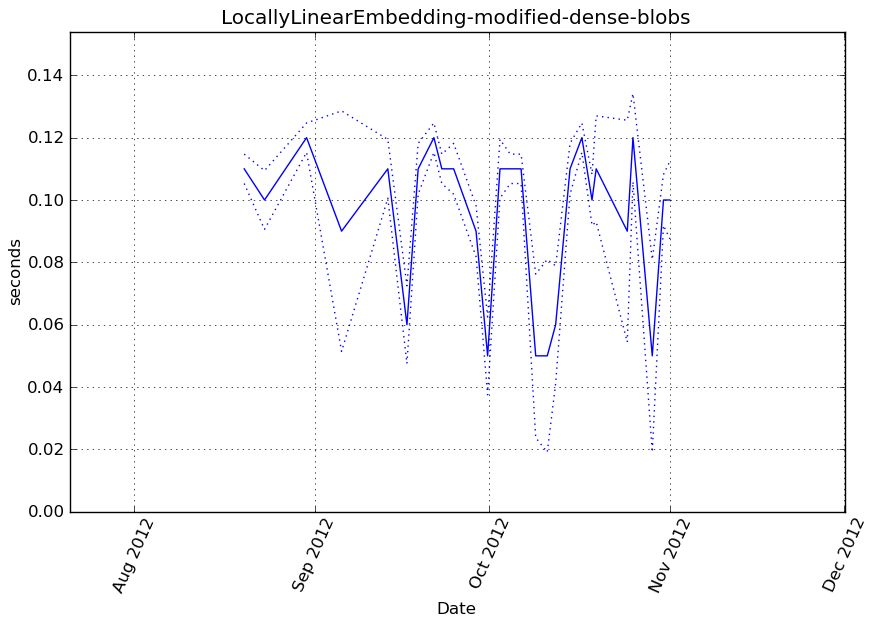 LocallyLinearEmbedding-modified-dense-blobs
0.14
0.12
0.10
0.08
0.06
0.04
0.02
0.00
seconds
Aug 2012
Sep 2012
Oct 2012
Nov 2012
Dec 2012
Date